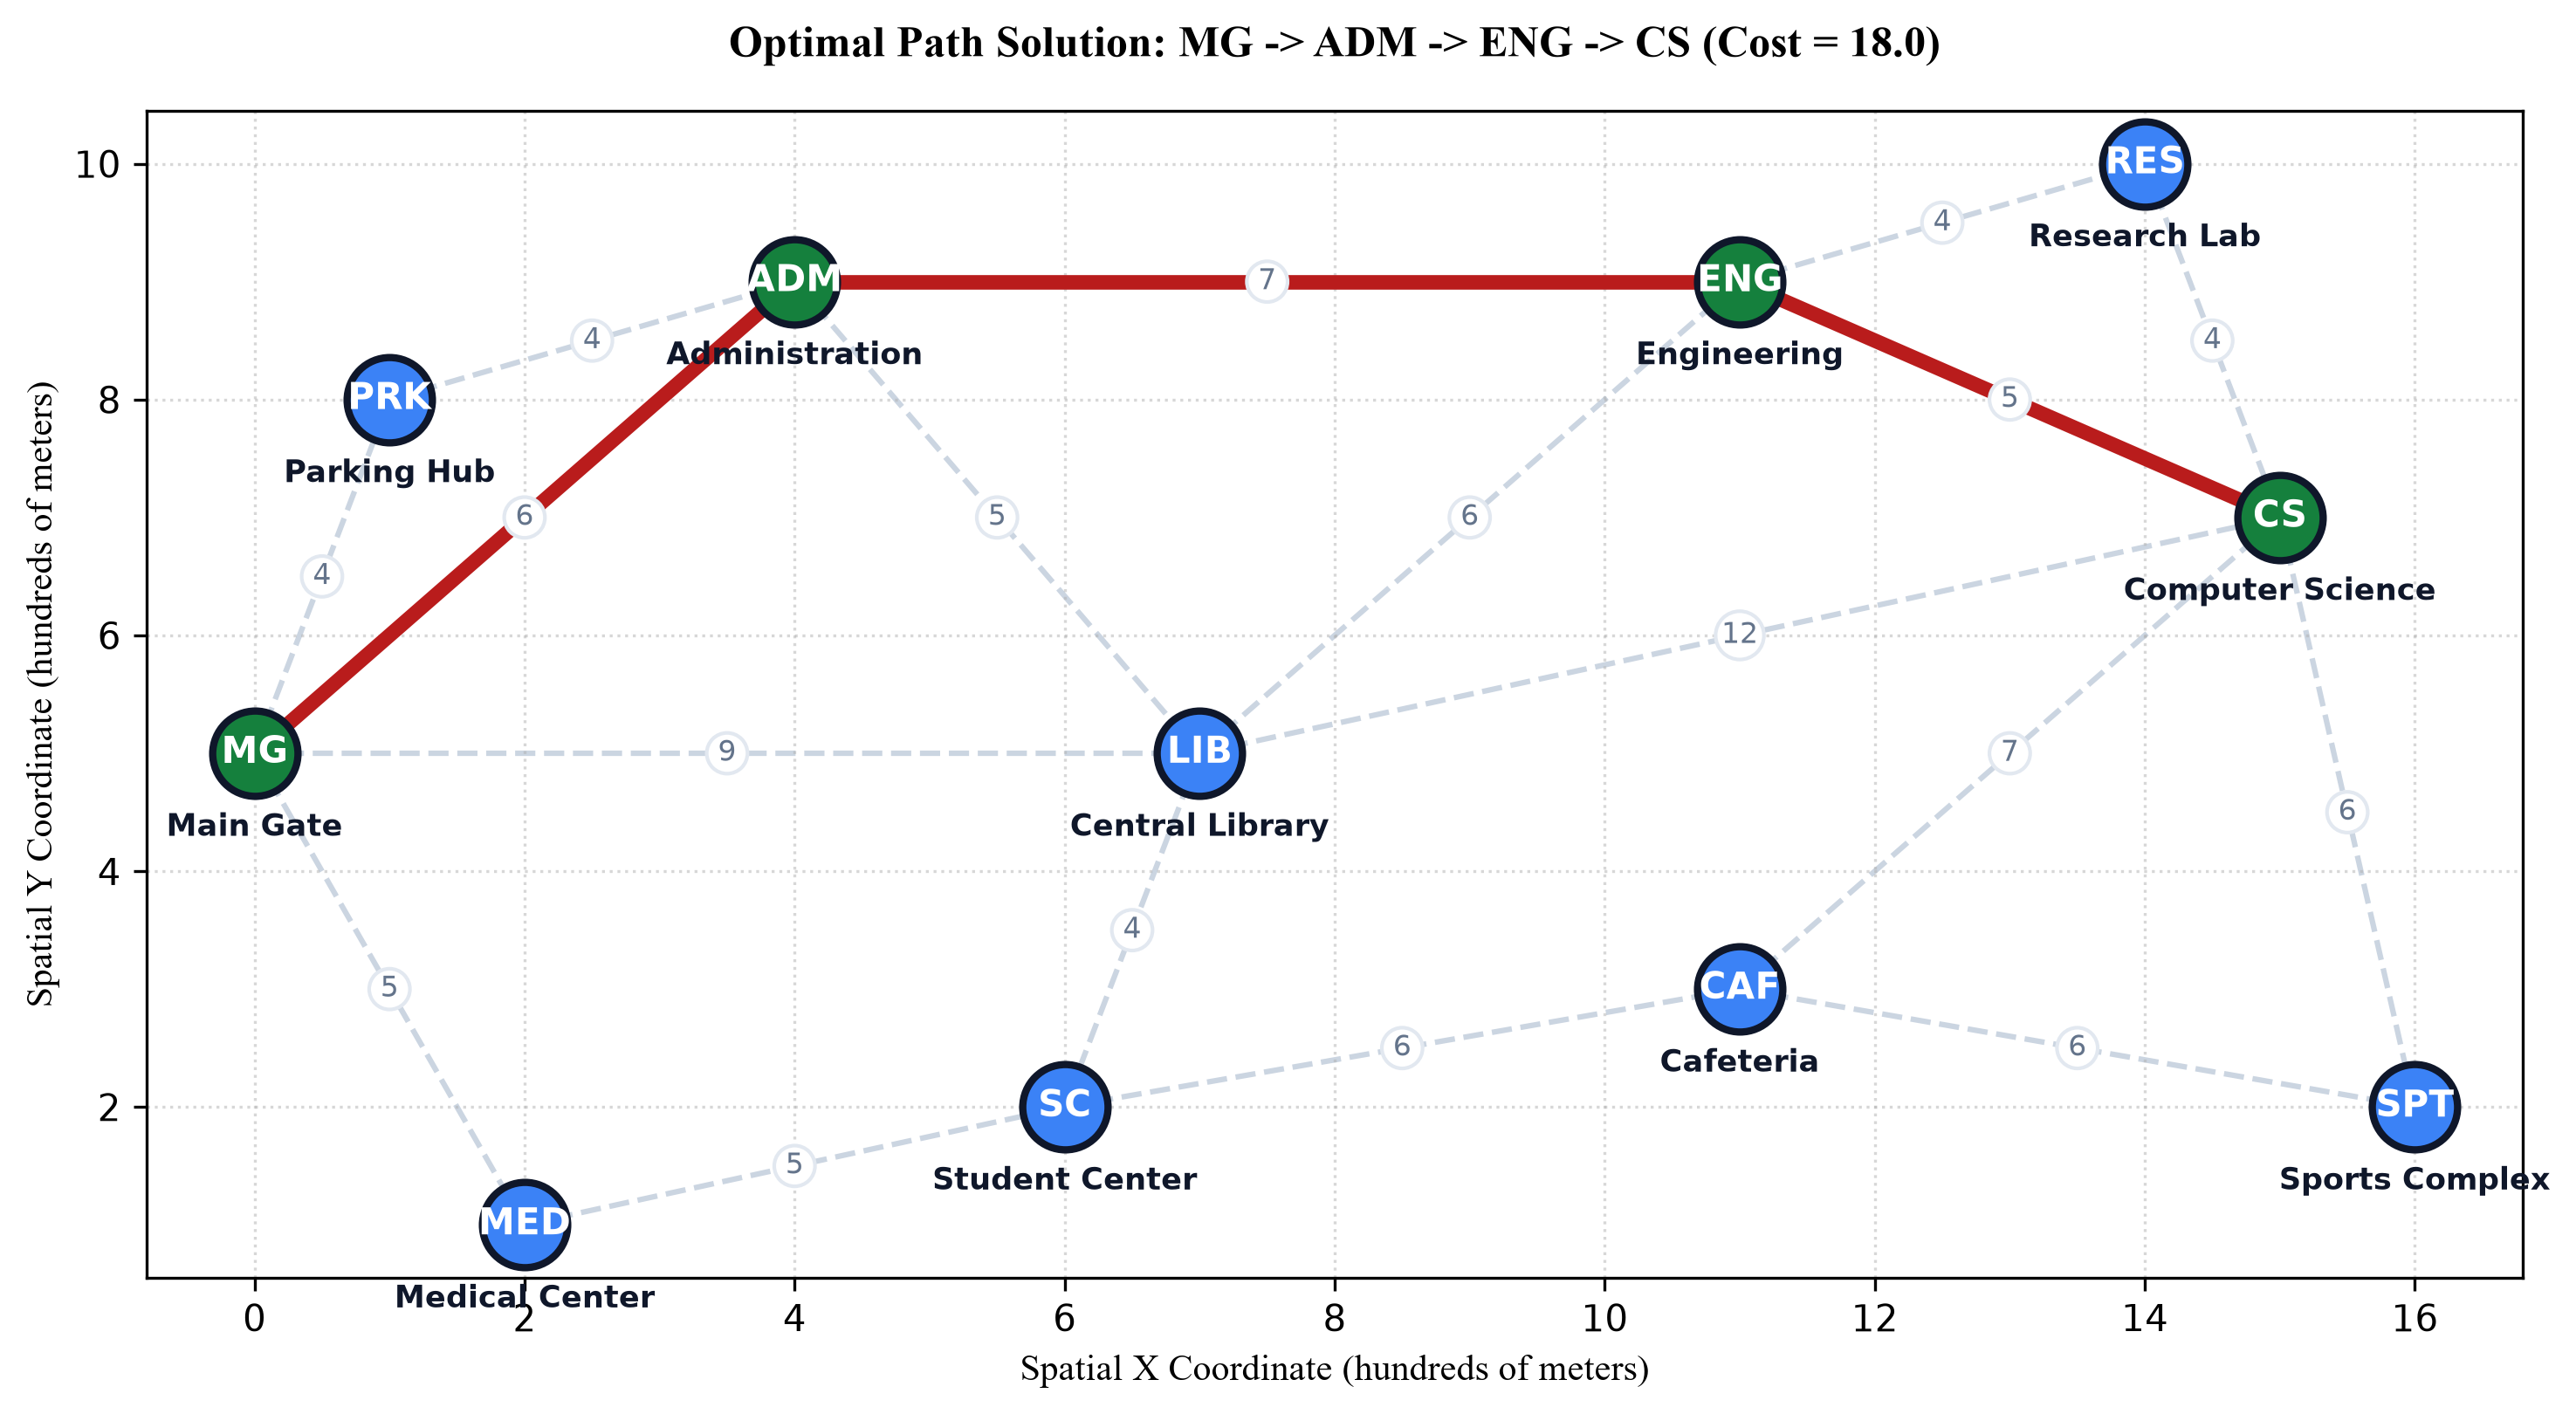 Optimal Path Solution: MG -> ADM -> ENG -> CS (Cost = 18.0)
Spatial Y Coordinate (hundreds of meters)
10
8
6
4
2
RES
Research Lab
4
ADM
Administration
7
ENG
Engineering
4
4
PRK
Parking Hub
5
CS
Computer Science
6
5
6
4
12
MG
Main Gate
9
LIB
Central Library
7
6
4
5
CAF
Cafeteria
6
6
SC
Student Center
SPT
Sports Complex
5
MED
Medical Center
0
2
4
6
8
10
12
14
16
Spatial X Coordinate (hundreds of meters)